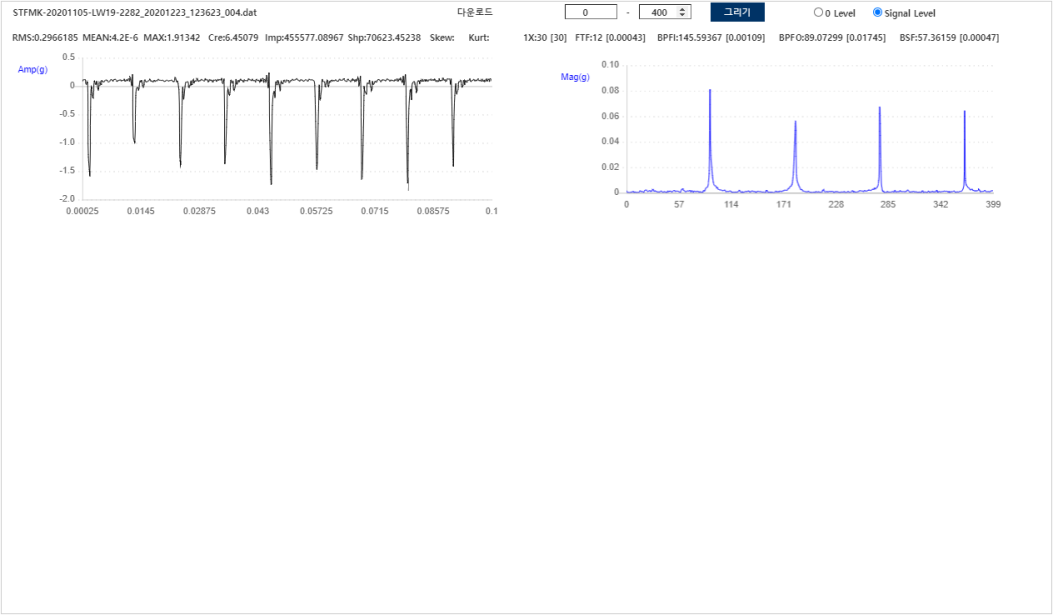 STFMK-20201105-LW19-2282_20201223_123623_004.dat 다운로드 0 - 400 그리기 0 Level Signal Level
RMS:0.2966185 MEAN:4.2E-6 MAX:1.91342 Cre:6.45079 Imp:455577.08967 Shp:70623.45238 Skew: Kurt: 1X:30 [30] FTF:12 [0.00043] BPFI:145.59367 [0.00109] BPFO:89.07299 [0.01745] BSF:57.36159 [0.00047]
Amp(g)
0.5
0
-0.5
-1.0
-1.5
-2.0
0.00025 0.0145 0.02875 0.043 0.05725 0.0715 0.08575 0.1
Mag(g)
0.10
0.08
0.06
0.04
0.02
0
0 57 114 171 228 285 342 399